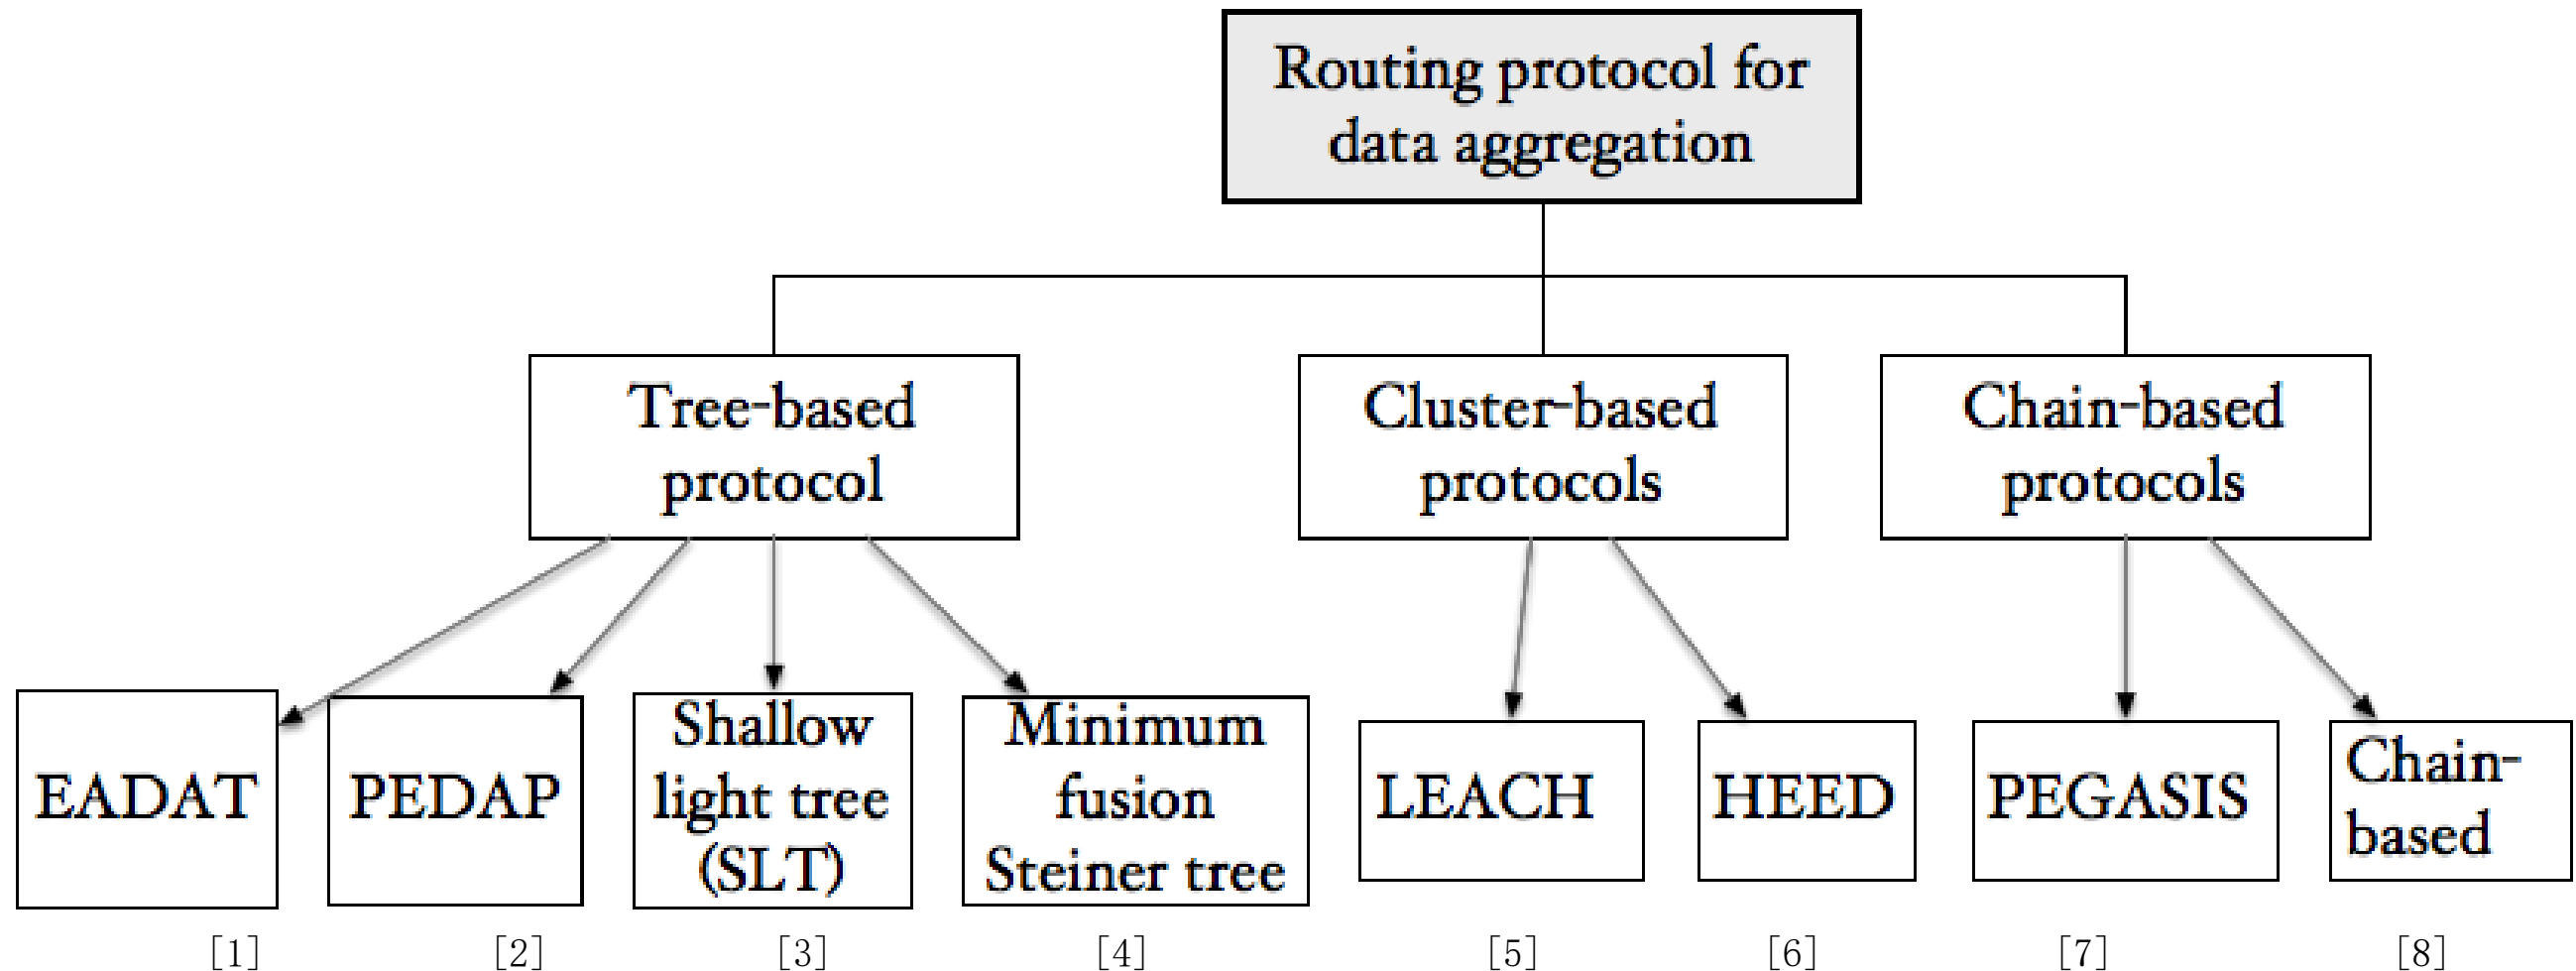 Routing protocol for
data aggregation
Tree-based
protocol
Cluster-based
protocols
Chain-based
protocols
EADAT
PEDAP
Shallow
light tree
(SLT)
Minimum
fusion
Steiner tree
LEACH
HEED
PEGASIS
Chain-
based
[1]
[2]
[3]
[4]
[5]
[6]
[7]
[8]